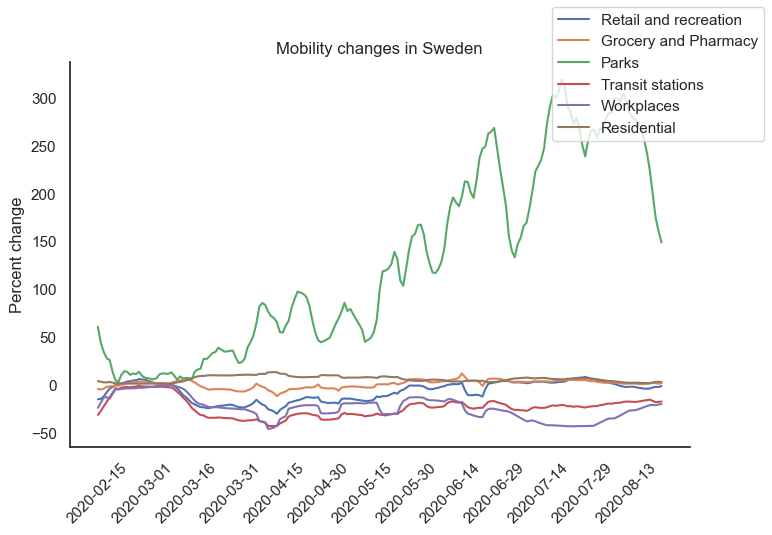 Mobility changes in Sweden
Retail and recreation
Grocery and Pharmacy
Parks
Transit stations
Workplaces
Residential
Percent change
300
250
200
150
100
50
0
−50
2020-02-15
2020-03-01
2020-03-16
2020-03-31
2020-04-15
2020-04-30
2020-05-15
2020-05-30
2020-06-14
2020-06-29
2020-07-14
2020-07-29
2020-08-13